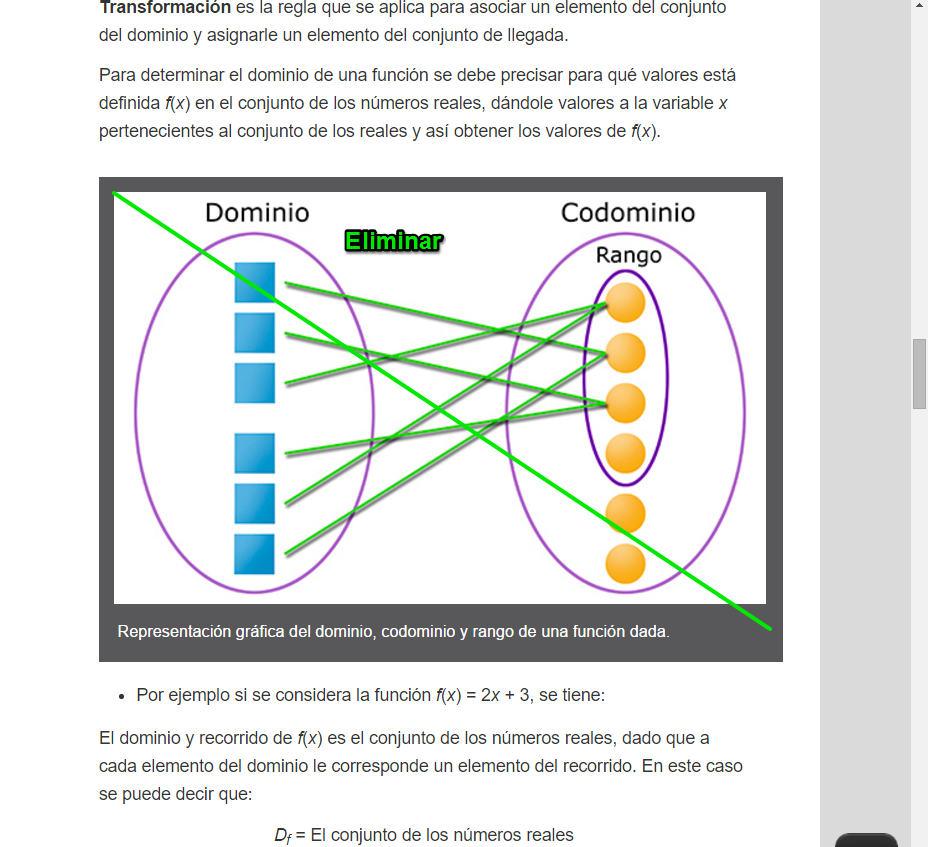 Transformación es la regla que se aplica para asociar un elemento del conjunto
del dominio y asignarle un elemento del conjunto de llegada.
Para determinar el dominio de una función se debe precisar para qué valores está
definida f(x) en el conjunto de los números reales, dándole valores a la variable x
pertenecientes al conjunto de los reales y así obtener los valores de f(x).
Dominio
Codominio
Eliminar
Rango
Representación gráfica del dominio, codominio y rango de una función dada.
• Por ejemplo si se considera la función f(x) = 2x + 3, se tiene:
El dominio y recorrido de f(x) es el conjunto de los números reales, dado que a
cada elemento del dominio le corresponde un elemento del recorrido. En este caso
se puede decir que:
Df = El conjunto de los números reales